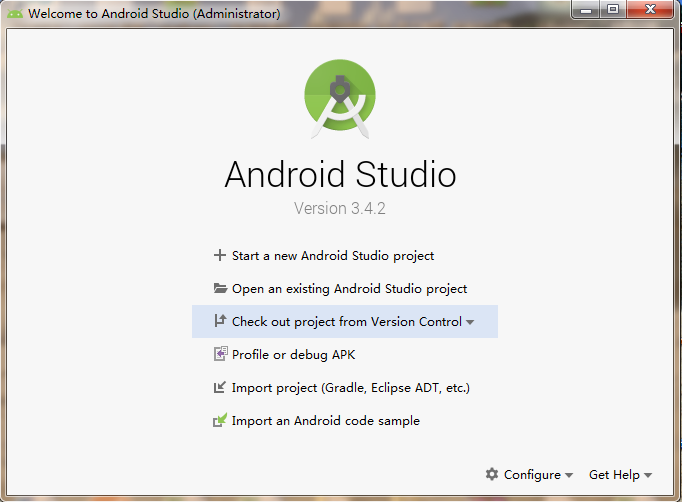 Welcome to Android Studio (Administrator)
Android Studio
Version 3.4.2
Start a new Android Studio project
Open an existing Android Studio project
Check out project from Version Control
Profile or debug APK
Import project (Gradle, Eclipse ADT, etc.)
Import an Android code sample
Configure Get Help